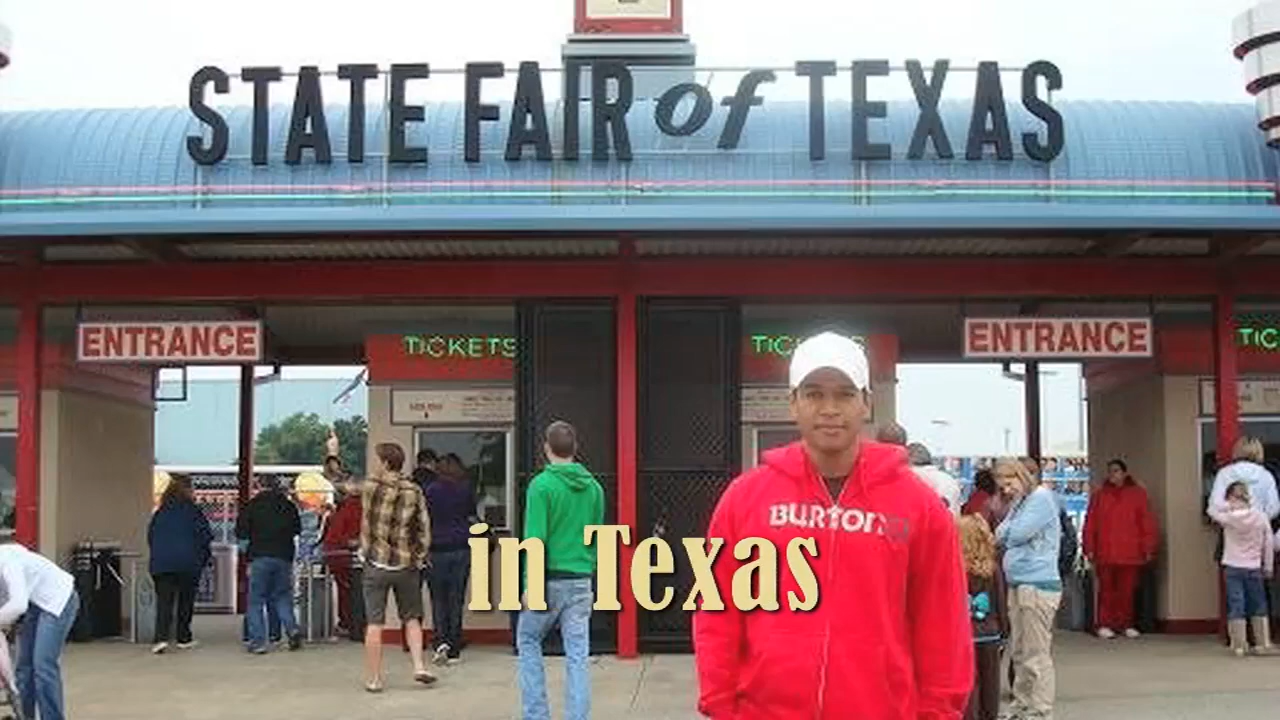 STATE FAIR of TEXAS
ENTRANCE
ENTRANCE
TICKETS
BURTON
in Texas